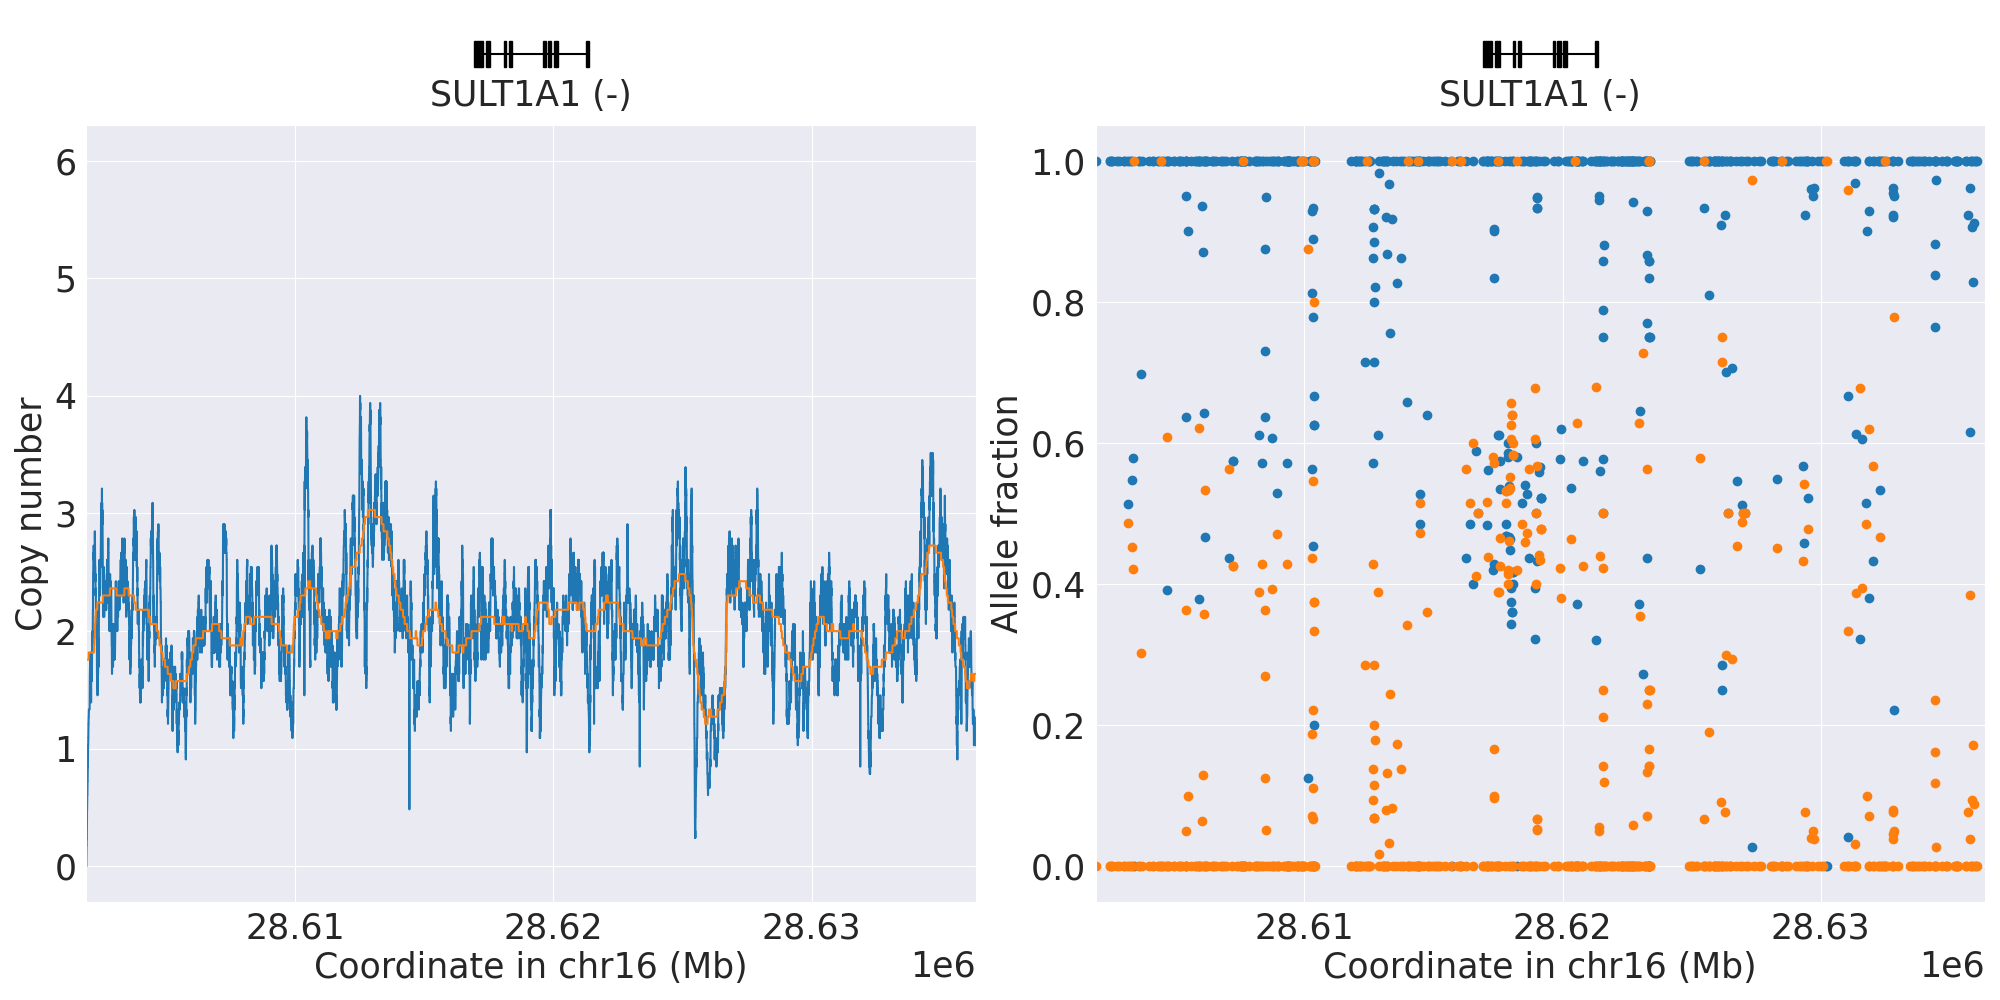 SULT1A1 (-)
Copy number
6
5
4
3
2
1
0
28.61
28.62
28.63
Coordinate in chr16 (Mb)
1e6
SULT1A1 (-)
Allele fraction
1.0
0.8
0.6
0.4
0.2
0.0
28.61
28.62
28.63
Coordinate in chr16 (Mb)
1e6